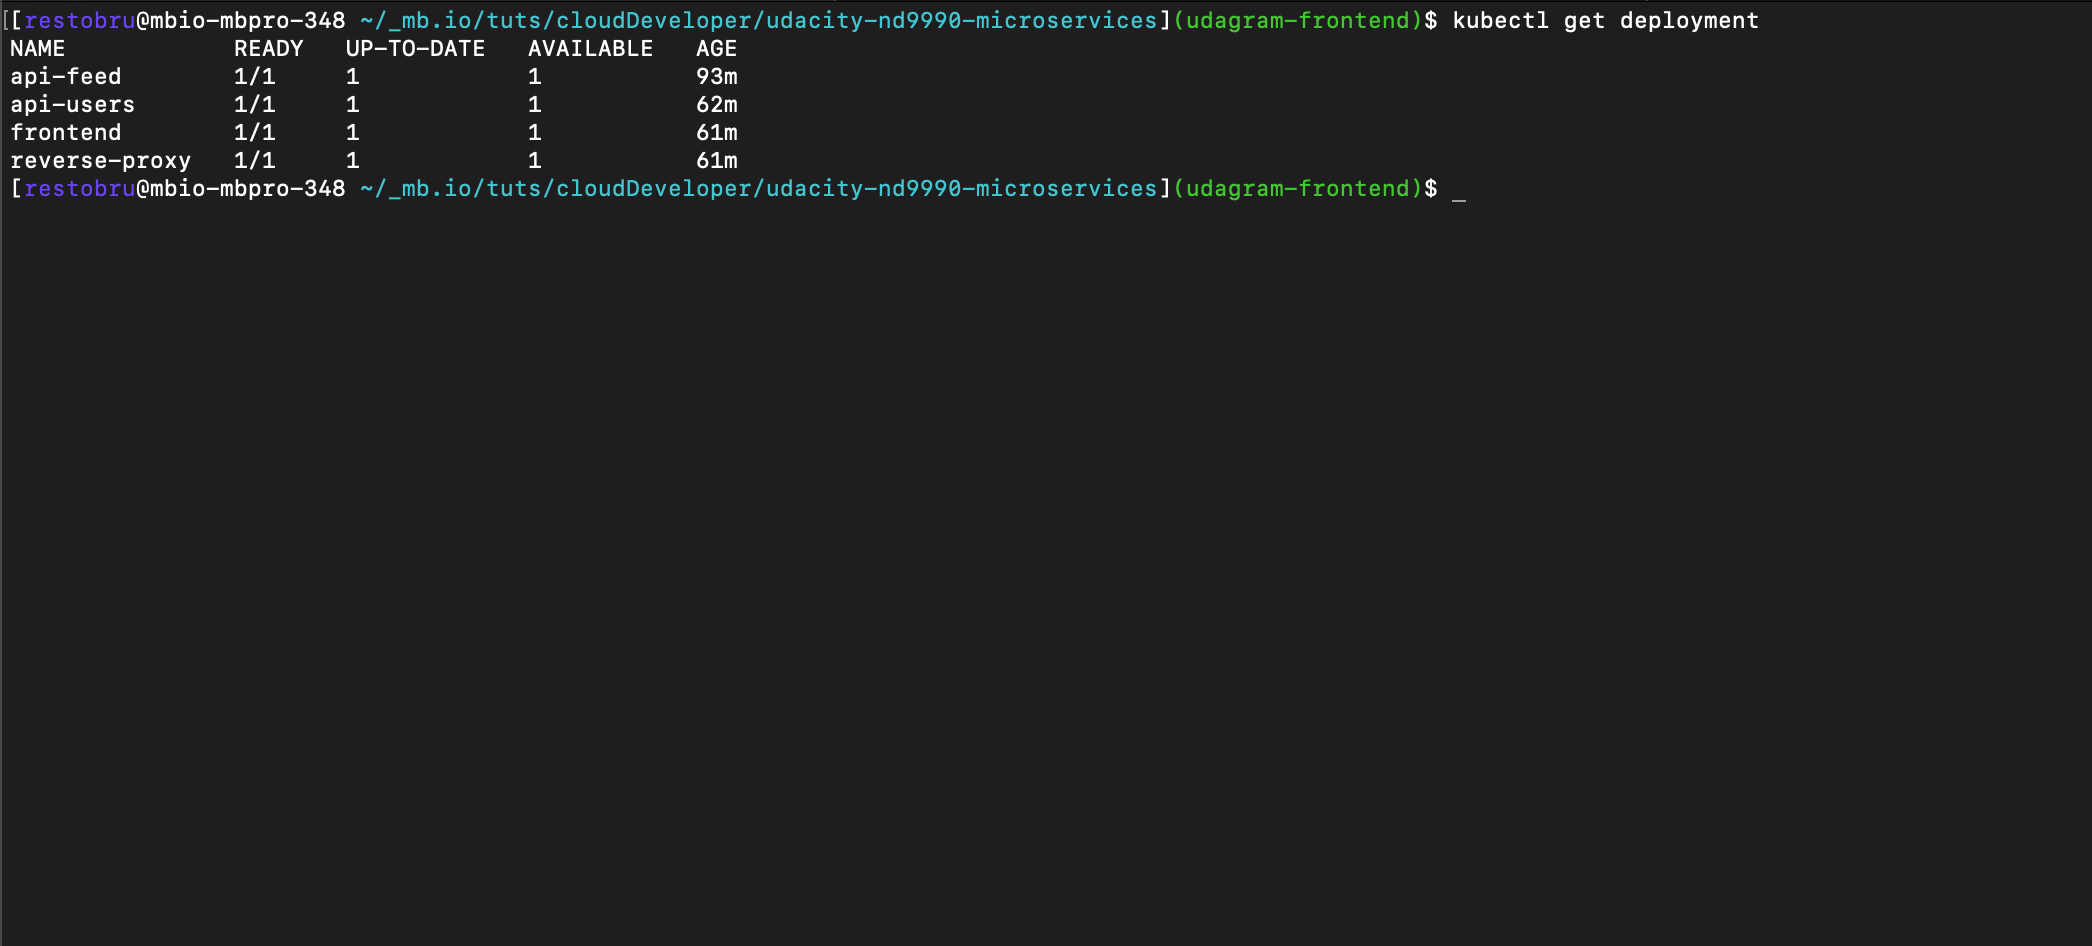 [[restobru@mbio-mbpro-348 ~/_mb.io/tuts/cloudDeveloper/udacity-nd9990-microservices](udagram-frontend)$ kubectl get deployment
NAME            READY   UP-TO-DATE   AVAILABLE   AGE
api-feed        1/1     1            1           93m
api-users       1/1     1            1           62m
frontend        1/1     1            1           61m
reverse-proxy   1/1     1            1           61m
[restobru@mbio-mbpro-348 ~/_mb.io/tuts/cloudDeveloper/udacity-nd9990-microservices](udagram-frontend)$ _